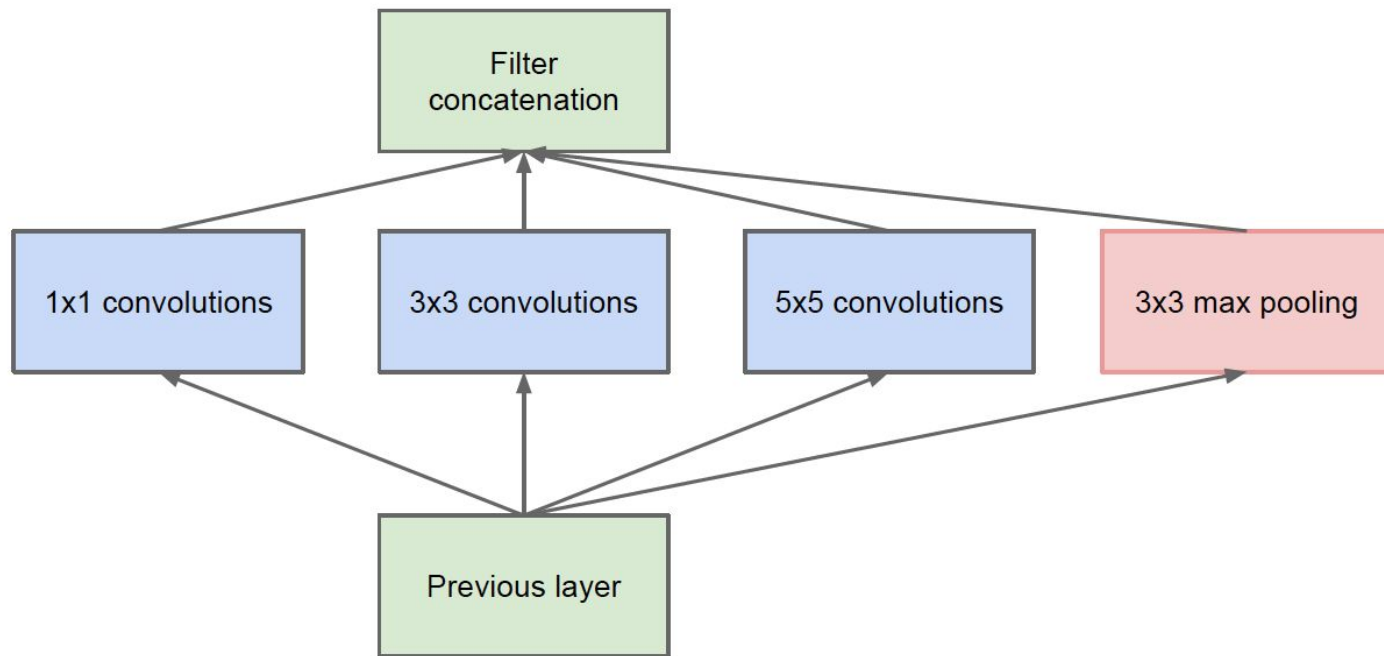 Filter
concatenation
1x1 convolutions
3x3 convolutions
5x5 convolutions
3x3 max pooling
Previous layer